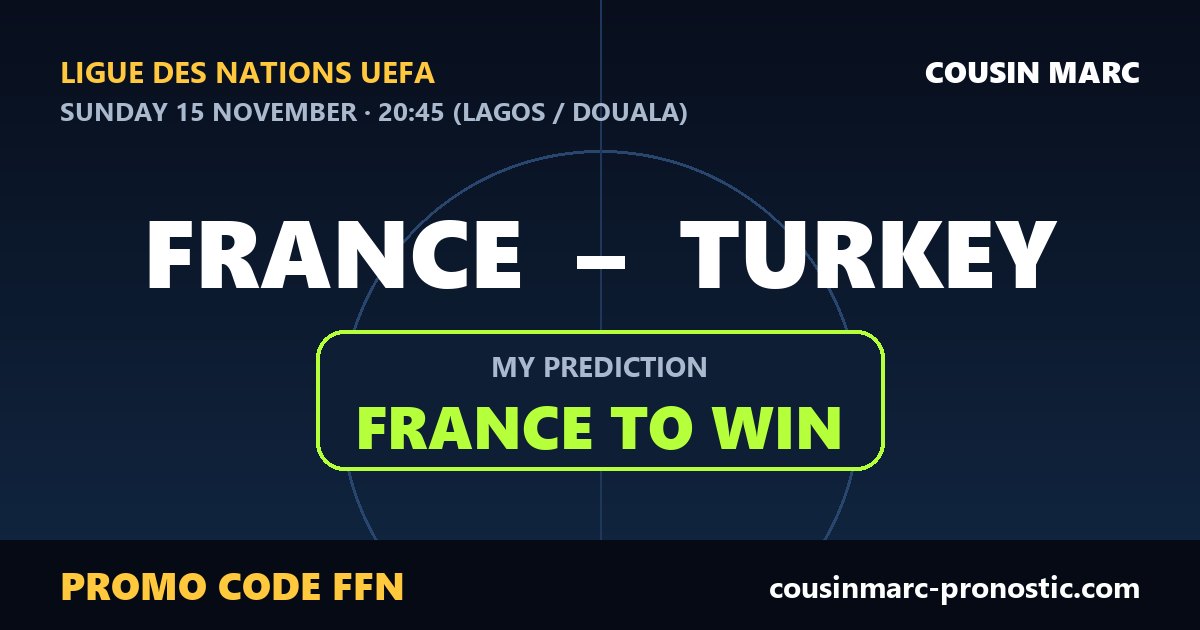 LIGUE DES NATIONS UEFA
COUSIN MARC
SUNDAY 15 NOVEMBER · 20:45 (LAGOS / DOUALA)
FRANCE – TURKEY
MY PREDICTION
FRANCE TO WIN
PROMO CODE FFN
cousinmarc-pronostic.com